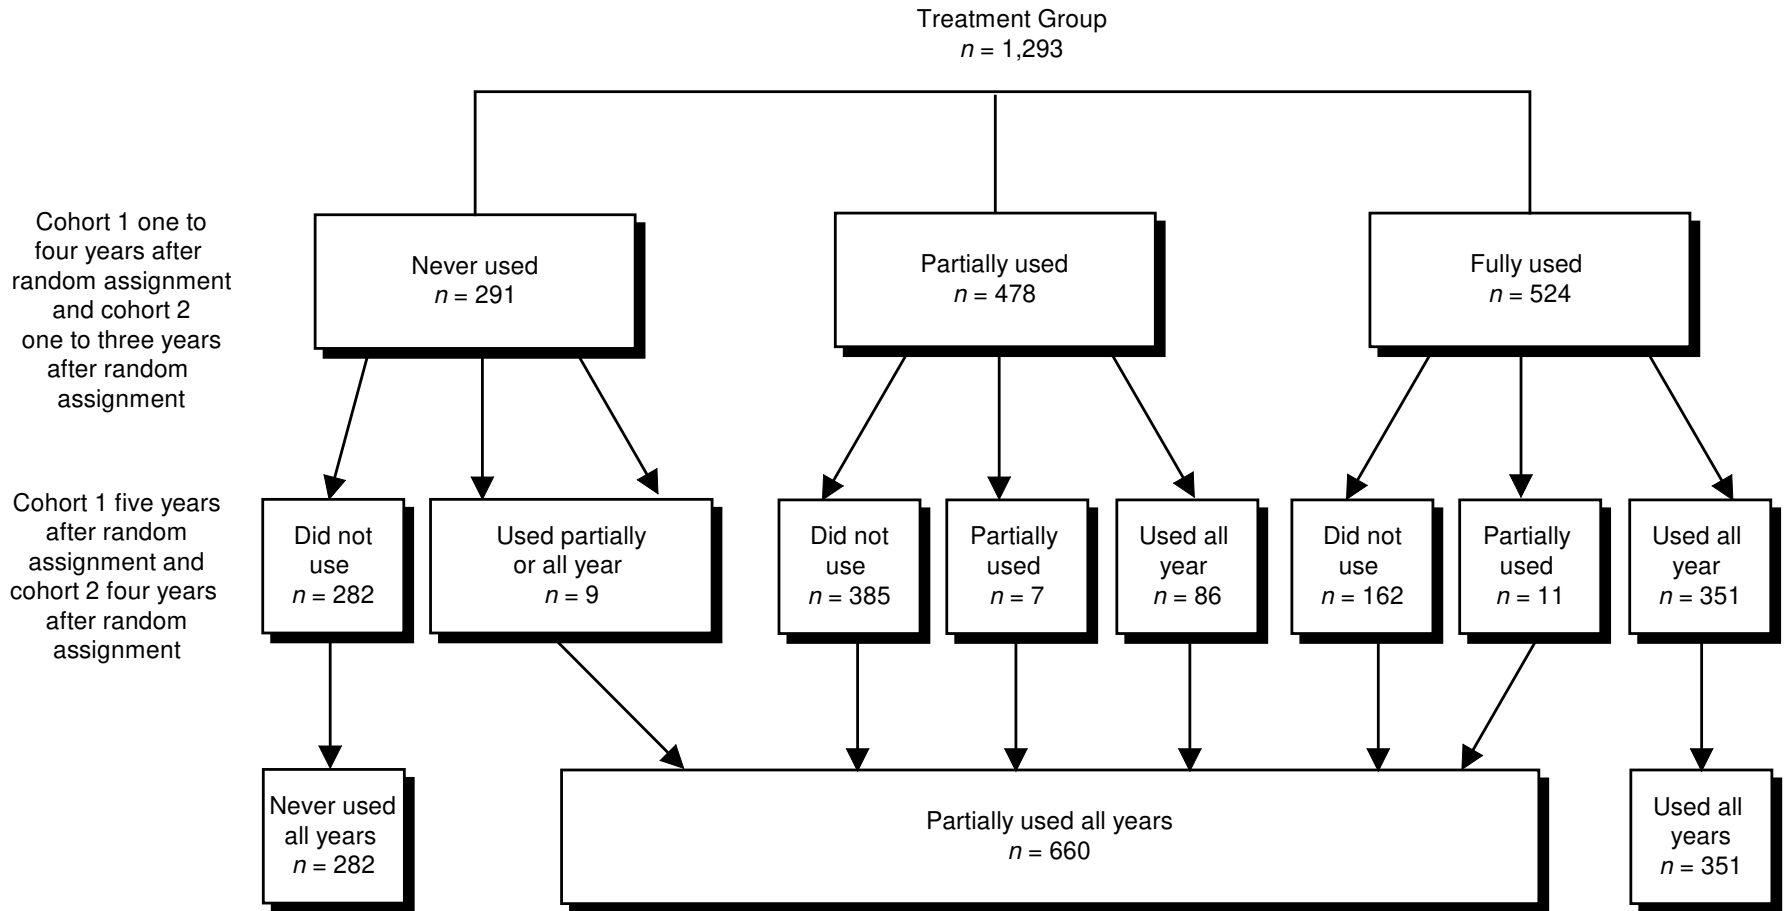 Treatment Group
n = 1,293
Cohort 1 one to
four years after
random assignment
and cohort 2
one to three years
after random
assignment
Never used
n = 291
Partially used
n = 478
Fully used
n = 524
Cohort 1 five years
after random
assignment and
cohort 2 four years
after random
assignment
Did not
use
n = 282
Used partially
or all year
n = 9
Did not
use
n = 385
Partially
used
n = 7
Used all
year
n = 86
Did not
use
n = 162
Partially
used
n = 11
Used all
year
n = 351
Never used
all years
n = 282
Partially used all years
n = 660
Used all
years
n = 351